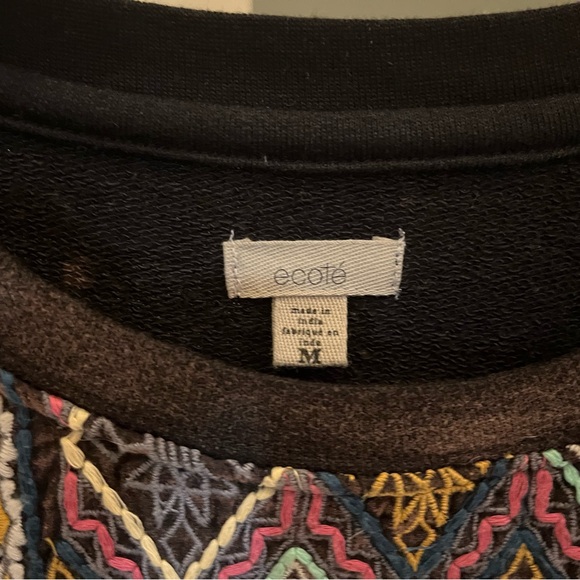 ecoté
made in
india
fabriqué en
inde
M